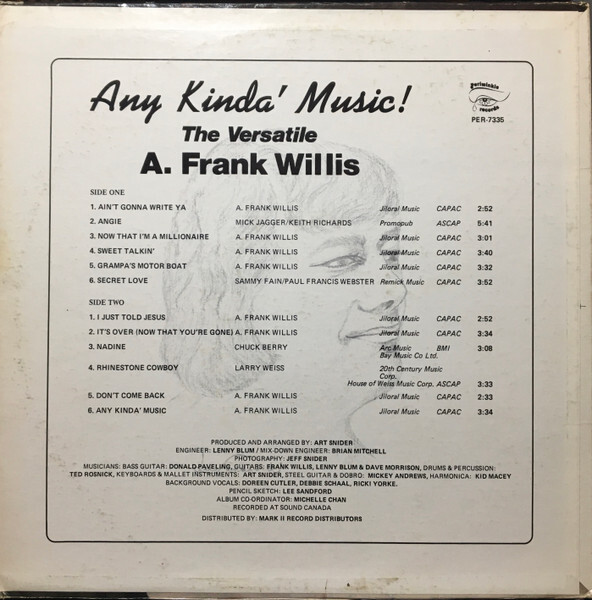 Any Kinda' Music!
periwinkle
records
PER-7335
The Versatile
A. Frank Willis
SIDE ONE
1. AIN'T GONNA WRITE YA A. FRANK WILLIS Jiloral Music CAPAC 2:52
2. ANGIE MICK JAGGER/KEITH RICHARDS Promopub ASCAP 5:41
3. NOW THAT I'M A MILLIONAIRE A. FRANK WILLIS Jiloral Music CAPAC 3:01
4. SWEET TALKIN' A. FRANK WILLIS Jiloral Music CAPAC 3:40
5. GRAMPA'S MOTOR BOAT A. FRANK WILLIS Jiloral Music CAPAC 3:32
6. SECRET LOVE SAMMY FAIN/PAUL FRANCIS WEBSTER Remick Music CAPAC 3:52
SIDE TWO
1. I JUST TOLD JESUS A. FRANK WILLIS Jiloral Music CAPAC 2:52
2. IT'S OVER (NOW THAT YOU'RE GONE) A. FRANK WILLIS Jiloral Music CAPAC 3:34
3. NADINE CHUCK BERRY Arc Music BMI 3:08
Bay Music Co Ltd.
4. RHINESTONE COWBOY LARRY WEISS 20th Century Music
Corp.
House of Weiss Music Corp. ASCAP 3:33
5. DON'T COME BACK A. FRANK WILLIS Jiloral Music CAPAC 2:33
6. ANY KINDA' MUSIC A. FRANK WILLIS Jiloral Music CAPAC 3:34
PRODUCED AND ARRANGED BY: ART SNIDER
ENGINEER: LENNY BLUM / MIX-DOWN ENGINEER: BRIAN MITCHELL
PHOTOGRAPHY: JEFF SNIDER
MUSICIANS: BASS GUITAR: DONALD PAVELING, GUITARS: FRANK WILLIS, LENNY BLUM & DAVE MORRISON, DRUMS & PERCUSSION:
TED ROSNICK, KEYBOARDS & MALLET INSTRUMENTS: ART SNIDER, STEEL GUITAR & DOBRO: MICKEY ANDREWS, HARMONICA: KID MACEY
BACKGROUND VOCALS: DOREEN CUTLER, DEBBIE SCHAAL, RICKI YORKE.
PENCIL SKETCH: LEE SANDFORD
ALBUM CO-ORDINATOR: MICHELLE CHAN
RECORDED AT SOUND CANADA
DISTRIBUTED BY: MARK II RECORD DISTRIBUTORS